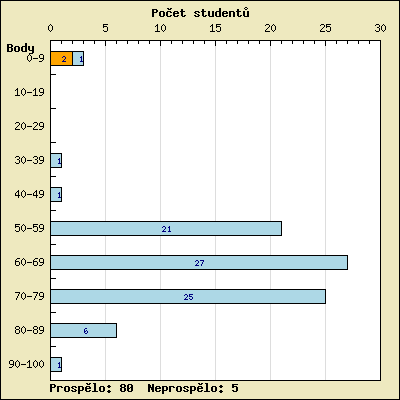 Počet studentů
0 5 10 15 20 25 30
Body
0-9 2 1
10-19
20-29
30-39 1
40-49 1
50-59 21
60-69 27
70-79 25
80-89 6
90-100 1
Prospělo: 80 Neprospělo: 5